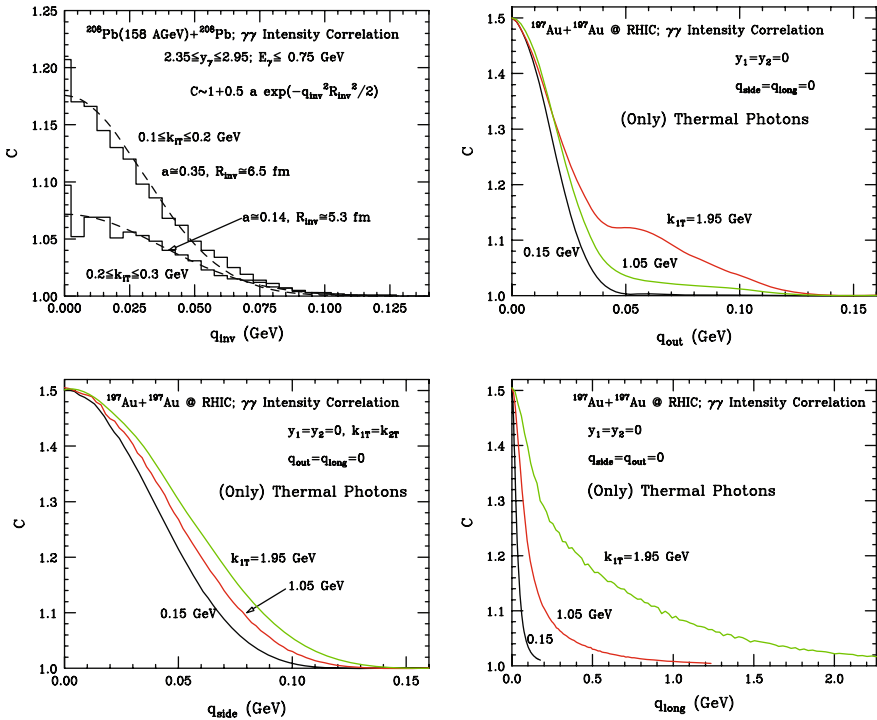 ²⁰⁸Pb(158 AGeV)+²⁰⁸Pb; γγ Intensity Correlation
2.35≤y_γ≤2.95; E_γ≤ 0.75 GeV
C~1+0.5 a exp(-q_inv²R_inv²/2)
0.1≤k_1T≤0.2 GeV
a≅0.35, R_inv≅6.5 fm
a≅0.14, R_inv≅5.3 fm
0.2≤k_1T≤0.3 GeV
1.25
1.20
1.15
1.10
1.05
1.00
C
0.000 0.025 0.050 0.075 0.100 0.125
q_inv (GeV)
¹⁹⁷Au+¹⁹⁷Au @ RHIC; γγ Intensity Correlation
y₁=y₂=0
q_side=q_long=0
(Only) Thermal Photons
k_1T=1.95 GeV
1.05 GeV
0.15 GeV
1.5
1.4
1.3
1.2
1.1
1.0
C
0.00 0.05 0.10 0.15
q_out (GeV)
¹⁹⁷Au+¹⁹⁷Au @ RHIC; γγ Intensity Correlation
y₁=y₂=0, k_1T=k_2T
q_out=q_long=0
(Only) Thermal Photons
k_1T=1.95 GeV
1.05 GeV
0.15 GeV
1.5
1.4
1.3
1.2
1.1
1.0
C
0.00 0.05 0.10 0.15
q_side (GeV)
¹⁹⁷Au+¹⁹⁷Au @ RHIC; γγ Intensity Correlation
y₁=y₂=0
q_side=q_out=0
(Only) Thermal Photons
k_1T=1.95 GeV
1.05 GeV
0.15
1.5
1.4
1.3
1.2
1.1
1.0
C
0.0 0.5 1.0 1.5 2.0
q_long (GeV)